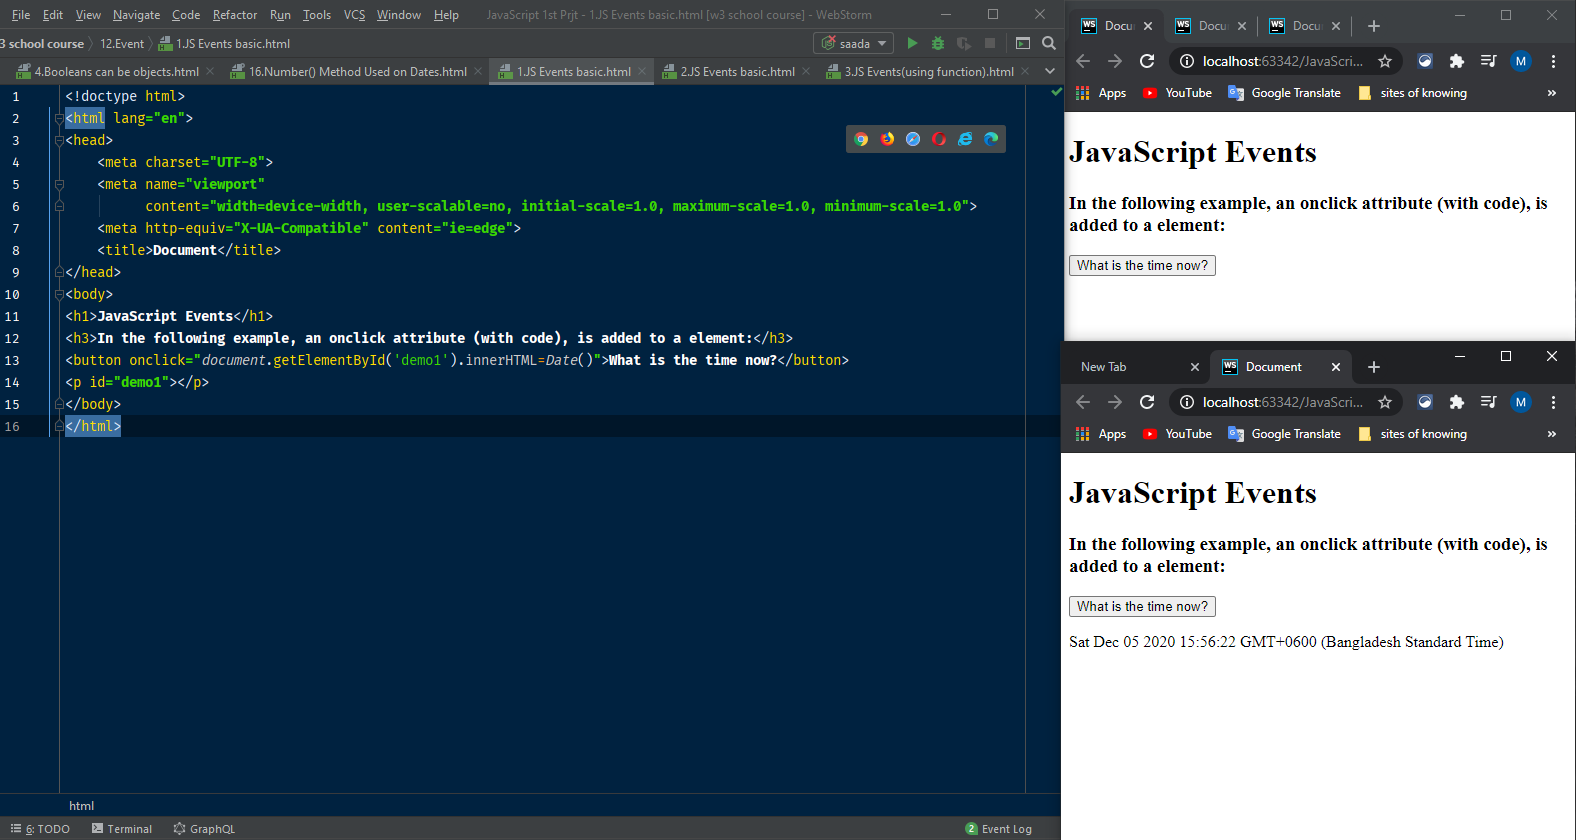 File Edit View Navigate Code Refactor Run Tools VCS Window Help JavaScript 1st Prjt - 1.JS Events basic.html [w3 school course] - WebStorm
3 school course 12.Event 1.JS Events basic.html saada
4.Booleans can be objects.html 16.Number() Method Used on Dates.html 1.JS Events basic.html 2.JS Events basic.html 3.JS Events(using function).html
1 <!doctype html>
2 <html lang="en">
3 <head>
4 <meta charset="UTF-8">
5 <meta name="viewport"
6 content="width=device-width, user-scalable=no, initial-scale=1.0, maximum-scale=1.0, minimum-scale=1.0">
7 <meta http-equiv="X-UA-Compatible" content="ie=edge">
8 <title>Document</title>
9 </head>
10 <body>
11 <h1>JavaScript Events</h1>
12 <h3>In the following example, an onclick attribute (with code), is added to a element:</h3>
13 <button onclick="document.getElementById('demo1').innerHTML=Date()">What is the time now?</button>
14 <p id="demo1"></p>
15 </body>
16 </html>
html
6: TODO Terminal GraphQL 2 Event Log
WS Docu WS Docu WS Docu
localhost:63342/JavaScri... M
Apps YouTube Google Translate sites of knowing »
JavaScript Events
In the following example, an onclick attribute (with code), is
added to a element:
What is the time now?
New Tab WS Document
localhost:63342/JavaScri... M
Apps YouTube Google Translate sites of knowing »
JavaScript Events
In the following example, an onclick attribute (with code), is
added to a element:
What is the time now?
Sat Dec 05 2020 15:56:22 GMT+0600 (Bangladesh Standard Time)